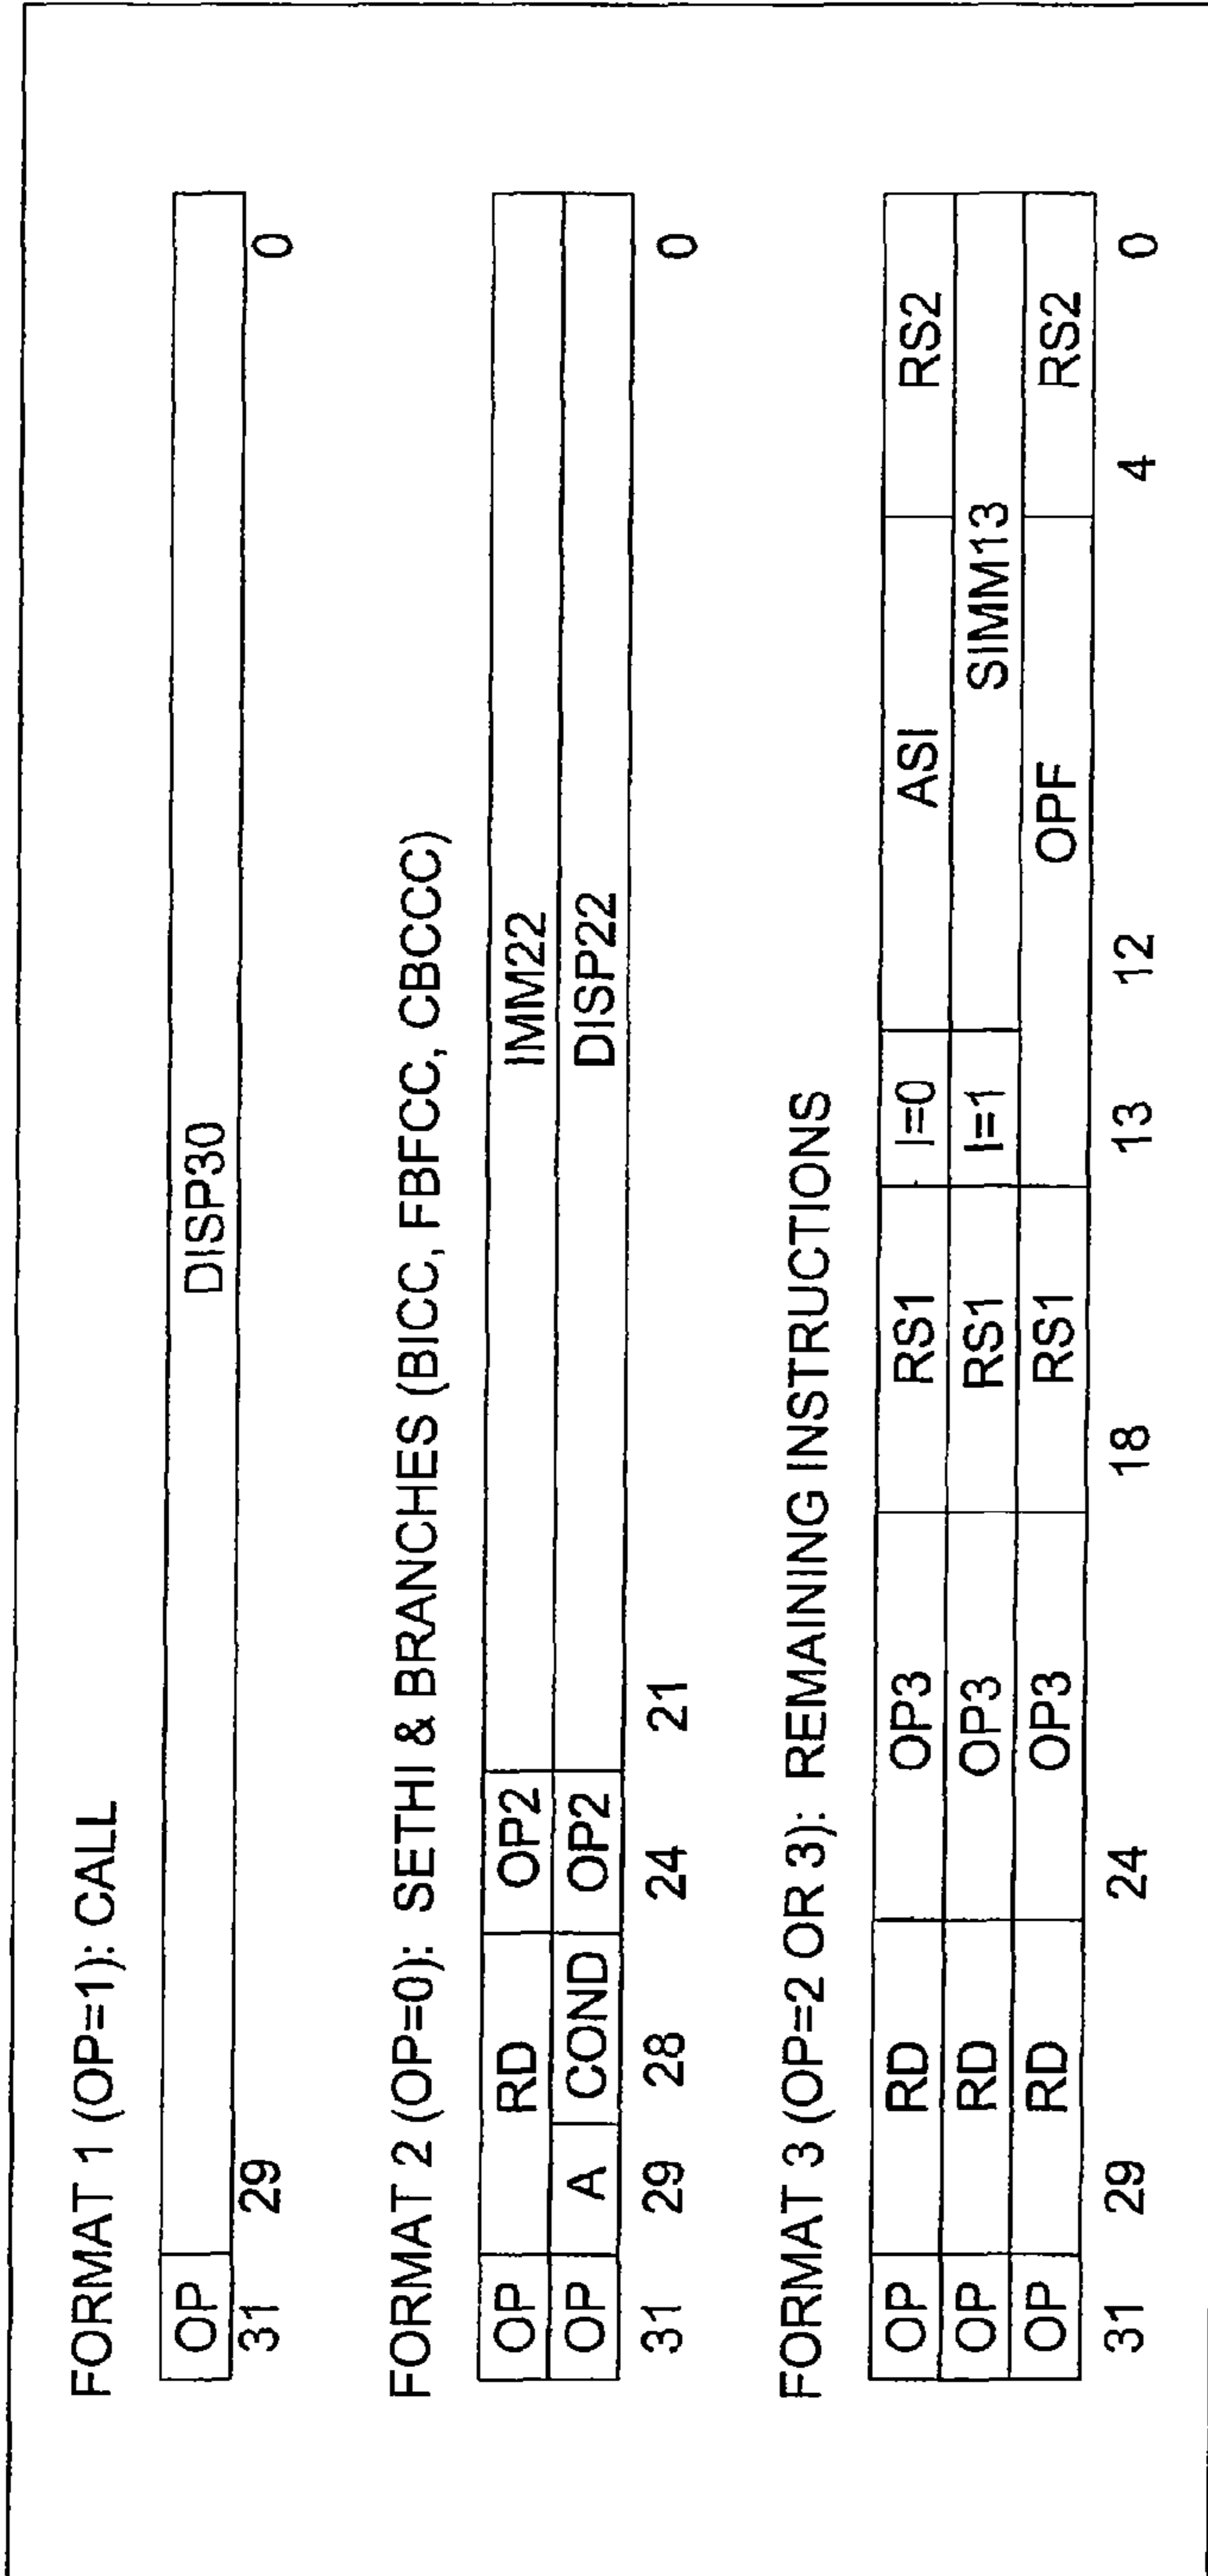 FORMAT 1 (OP=1): CALL
OP DISP30
31 29 0
FORMAT 2 (OP=0): SETHI & BRANCHES (BICC, FBFCC, CBCCC)
OP RD OP2 IMM22
OP A COND OP2 DISP22
31 29 28 24 21 0
FORMAT 3 (OP=2 OR 3): REMAINING INSTRUCTIONS
OP RD OP3 RS1 I=0 ASI RS2
OP RD OP3 RS1 I=1 SIMM13
OP RD OP3 RS1 OPF RS2
31 29 24 18 13 12 4 0